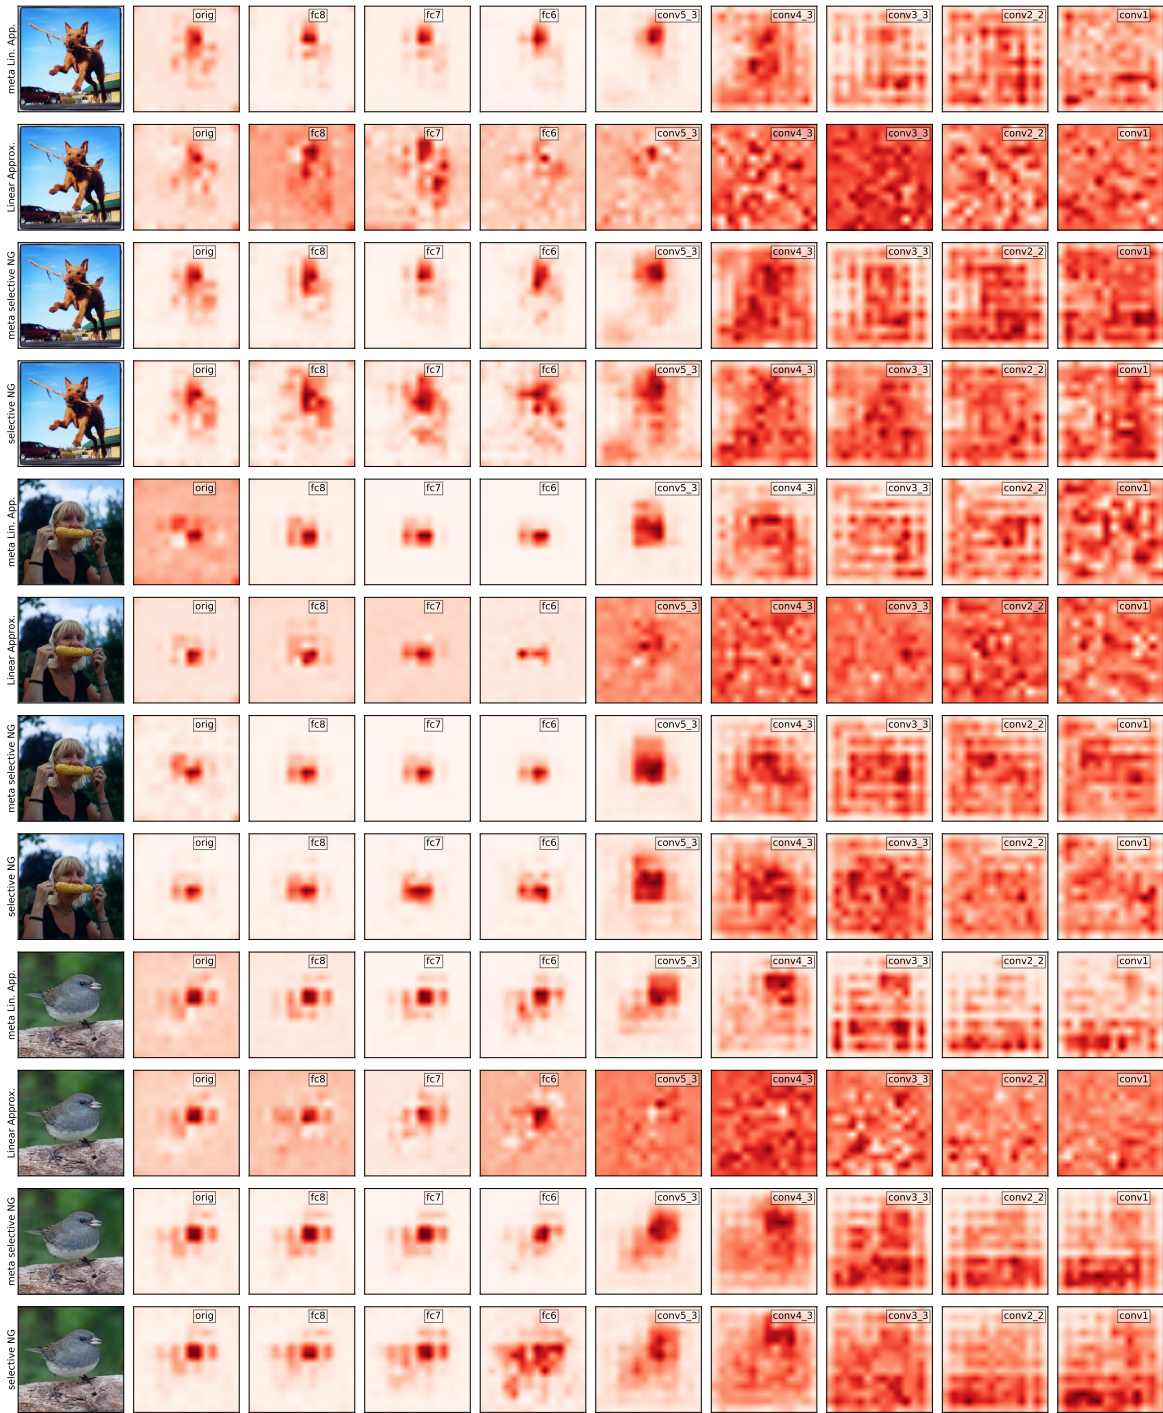 meta Lin. App. orig fc8 fc7 fc6 conv5_3 conv4_3 conv3_3 conv2_2 conv1
Linear Approx. orig fc8 fc7 fc6 conv5_3 conv4_3 conv3_3 conv2_2 conv1
meta selective NG orig fc8 fc7 fc6 conv5_3 conv4_3 conv3_3 conv2_2 conv1
selective NG orig fc8 fc7 fc6 conv5_3 conv4_3 conv3_3 conv2_2 conv1
meta Lin. App. orig fc8 fc7 fc6 conv5_3 conv4_3 conv3_3 conv2_2 conv1
Linear Approx. orig fc8 fc7 fc6 conv5_3 conv4_3 conv3_3 conv2_2 conv1
meta selective NG orig fc8 fc7 fc6 conv5_3 conv4_3 conv3_3 conv2_2 conv1
selective NG orig fc8 fc7 fc6 conv5_3 conv4_3 conv3_3 conv2_2 conv1
meta Lin. App. orig fc8 fc7 fc6 conv5_3 conv4_3 conv3_3 conv2_2 conv1
Linear Approx. orig fc8 fc7 fc6 conv5_3 conv4_3 conv3_3 conv2_2 conv1
meta selective NG orig fc8 fc7 fc6 conv5_3 conv4_3 conv3_3 conv2_2 conv1
selective NG orig fc8 fc7 fc6 conv5_3 conv4_3 conv3_3 conv2_2 conv1